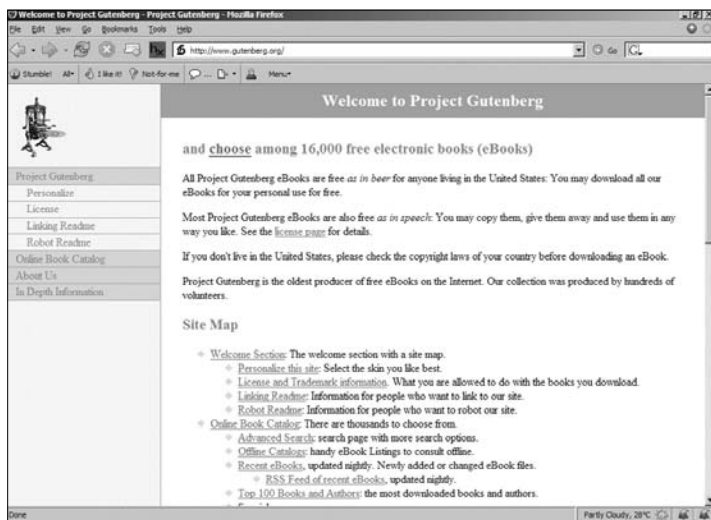 Welcome to Project Gutenberg - Project Gutenberg - Mozilla Firefox
File Edit View Go Bookmarks Tools Help
http://www.gutenberg.org/
Go
G
Stumble! All I like it! Not-for-me ... Menu
Welcome to Project Gutenberg
and choose among 16,000 free electronic books (eBooks)
Project Gutenberg
Personalize
License
Linking Readme
Robot Readme
Online Book Catalog
About Us
In Depth Information
All Project Gutenberg eBooks are free as in beer for anyone living in the United States: You may download all our
eBooks for your personal use for free.
Most Project Gutenberg eBooks are also free as in speech: You may copy them, give them away and use them in any
way you like. See the license page for details.
If you don't live in the United States, please check the copyright laws of your country before downloading an eBook.
Project Gutenberg is the oldest producer of free eBooks on the Internet. Our collection was produced by hundreds of
volunteers.
Site Map
Welcome Section: The welcome section with a site map.
Personalize this site: Select the skin you like best.
License and Trademark information. What you are allowed to do with the books you download.
Linking Readme: Information for people who want to link to our site.
Robot Readme: Information for people who want to robot our site.
Online Book Catalog: There are thousands to choose from.
Advanced Search: search page with more search options.
Offline Catalogs: handy eBook Listings to consult offline.
Recent eBooks, updated nightly. Newly added or changed eBook files.
RSS Feed of recent eBooks, updated nightly.
Top 100 Books and Authors: the most downloaded books and authors.
Done
Partly Cloudy, 28°C